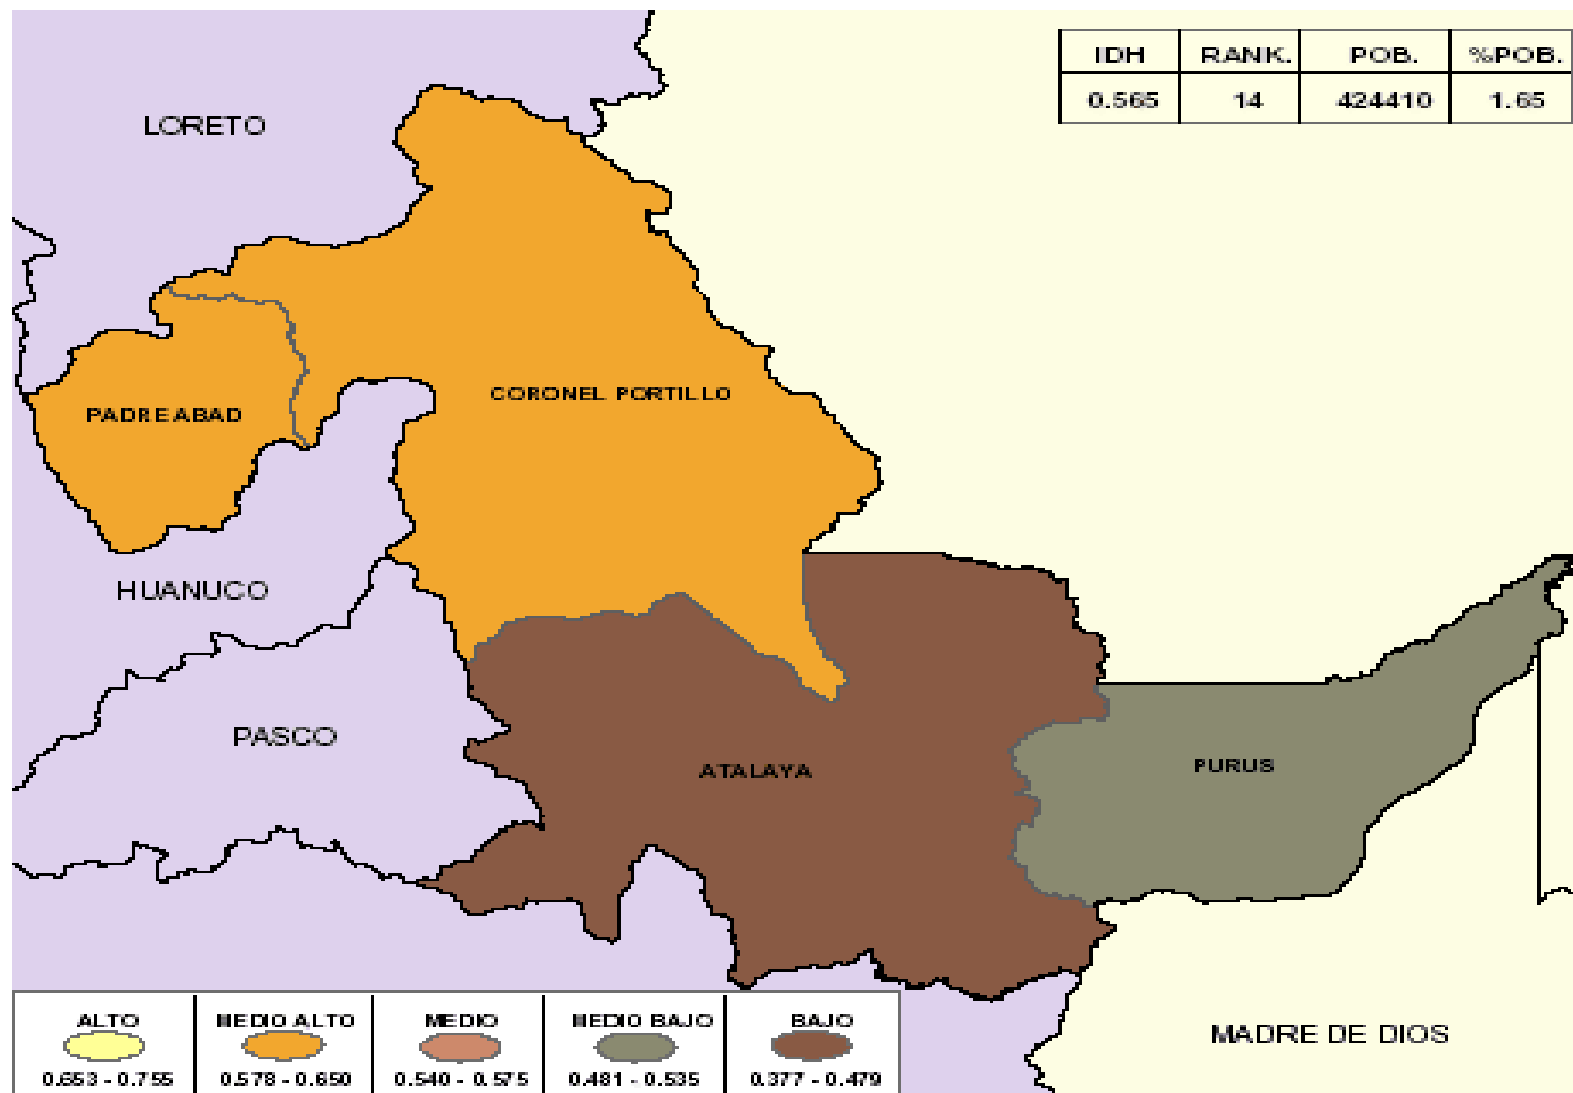 IDH RANK. POB. %POB.
0.565 14 424410 1.65
LORETO
CORONEL PORTILLO
PADRE ABAD
HUANUCO
PASCO
ATALAYA
PURUS
MADRE DE DIOS
ALTO MEDIO ALTO MEDIO MEDIO BAJO BAJO
0.653 - 0.755 0.578 - 0.650 0.540 - 0.575 0.481 - 0.535 0.377 - 0.479